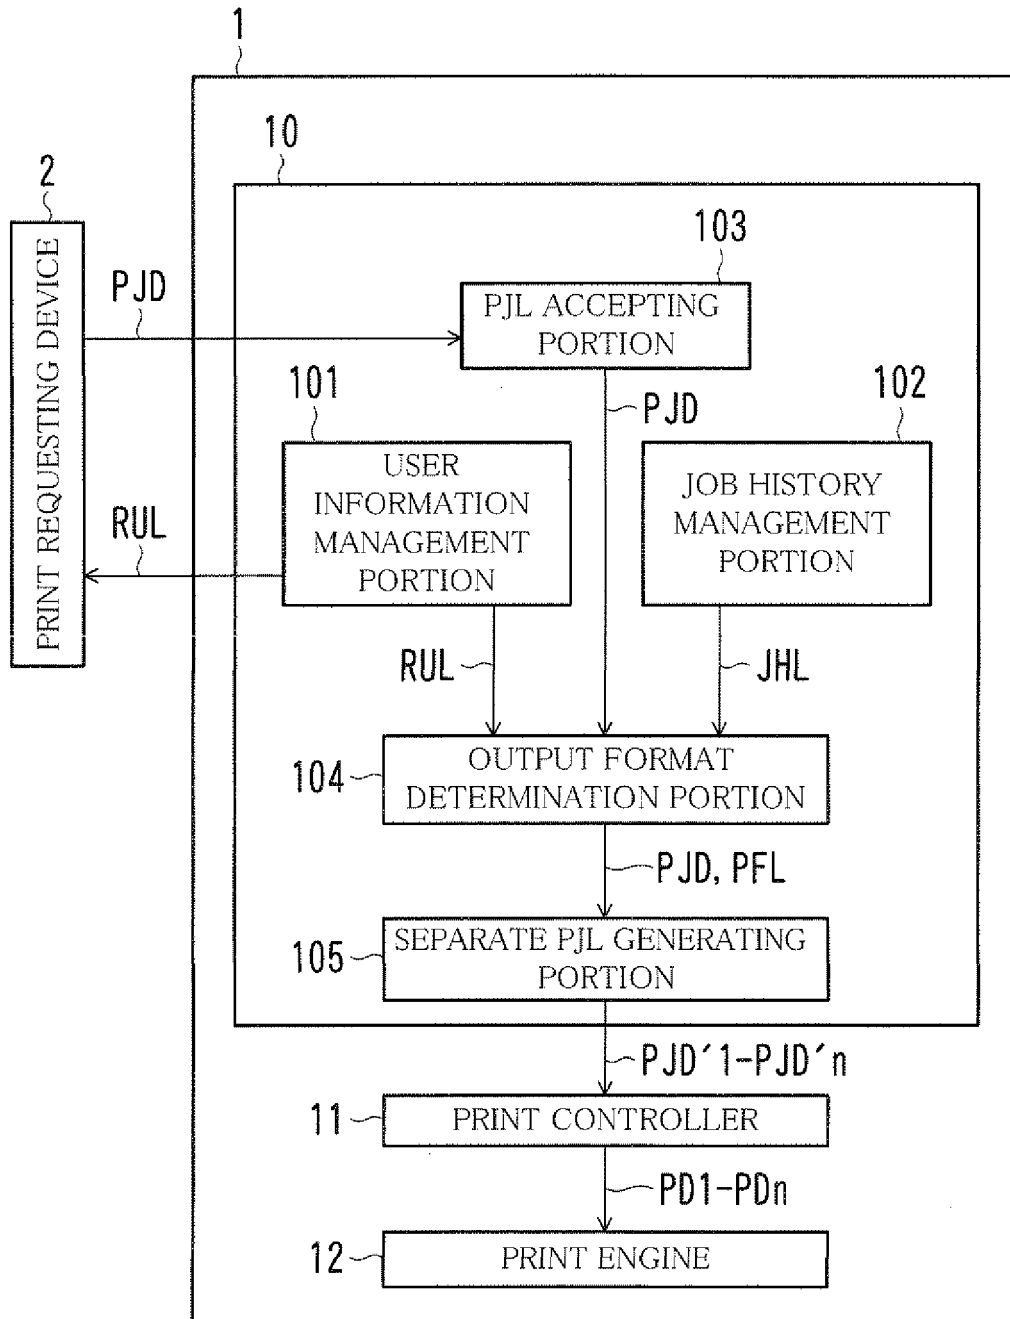 1
10
2
PRINT REQUESTING DEVICE
PJD
103
PJL ACCEPTING
PORTION
101
PJD
102
USER
INFORMATION
MANAGEMENT
PORTION
JOB HISTORY
MANAGEMENT
PORTION
RUL
RUL
JHL
104
OUTPUT FORMAT
DETERMINATION PORTION
PJD, PFL
105
SEPARATE PJL GENERATING
PORTION
PJD′1-PJD′n
11
PRINT CONTROLLER
PD1-PDn
12
PRINT ENGINE